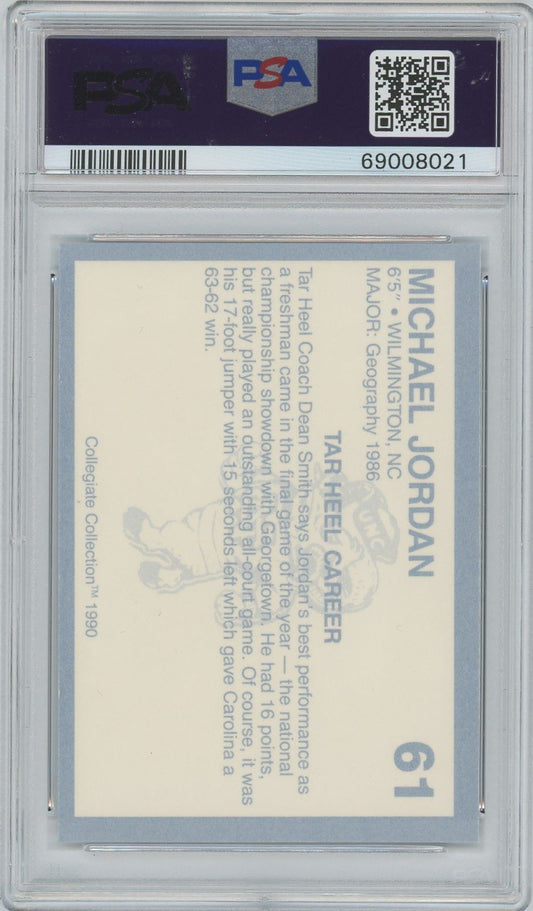 PSA
PSA
69008021
MICHAEL JORDAN 61
6'5" • WILMINGTON, NC
MAJOR: Geography 1986
TAR HEEL CAREER
Tar Heel Coach Dean Smith says Jordan's best performance as
a freshman came in the final game of the year — the national
championship showdown with Georgetown. He had 16 points,
but really played an outstanding all-court game. Of course, it was
his 17-foot jumper with 15 seconds left which gave Carolina a
63-62 win.
UNC
Collegiate Collection™ 1990